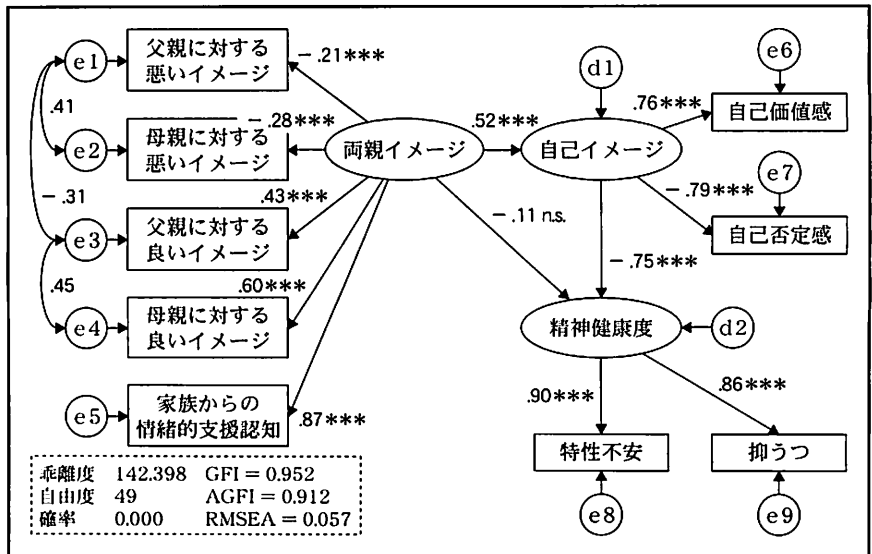 e1
父親に対する
悪いイメージ
－.21***
d1
e6
.76***
自己価値感
.41
e2
母親に対する
悪いイメージ
－.28***
両親イメージ
.52***
自己イメージ
e7
－.79***
－.31
.43***
－.11 n.s.
自己否定感
e3
父親に対する
良いイメージ
－.75***
.45
.60***
e4
母親に対する
良いイメージ
精神健康度
d2
e5
家族からの
情緒的支援認知
.87***
.90***
.86***
特性不安
抑うつ
乖離度 142.398 GFI = 0.952
自由度 49 AGFI = 0.912
確率 0.000 RMSEA = 0.057
e8
e9